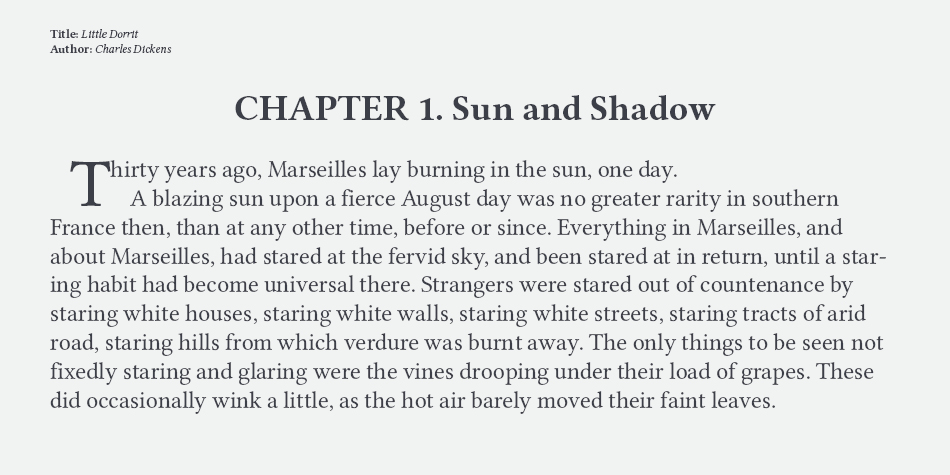 Title: Little Dorrit
Author: Charles Dickens
CHAPTER 1. Sun and Shadow
Thirty years ago, Marseilles lay burning in the sun, one day.
A blazing sun upon a fierce August day was no greater rarity in southern
France then, than at any other time, before or since. Everything in Marseilles, and
about Marseilles, had stared at the fervid sky, and been stared at in return, until a star-
ing habit had become universal there. Strangers were stared out of countenance by
staring white houses, staring white walls, staring white streets, staring tracts of arid
road, staring hills from which verdure was burnt away. The only things to be seen not
fixedly staring and glaring were the vines drooping under their load of grapes. These
did occasionally wink a little, as the hot air barely moved their faint leaves.